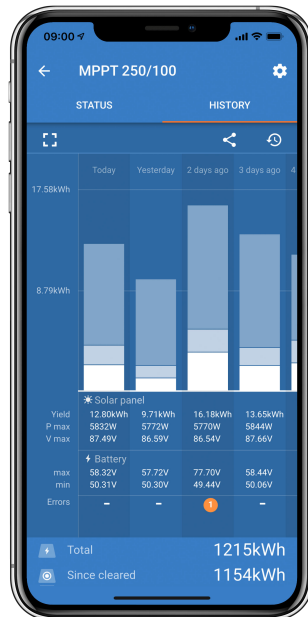 09:00
MPPT 250/100
STATUS HISTORY
Today Yesterday 2 days ago 3 days ago 4
17.58kWh
8.79kWh
Solar panel
Yield 12.80kWh 9.71kWh 16.18kWh 13.65kWh
P max 5832W 5772W 5770W 5844W
V max 87.49V 86.59V 86.54V 87.66V
Battery
max 58.32V 57.72V 77.70V 58.44V
min 50.31V 50.30V 49.44V 50.06V
Errors – – 1 –
Total 1215kWh
Since cleared 1154kWh